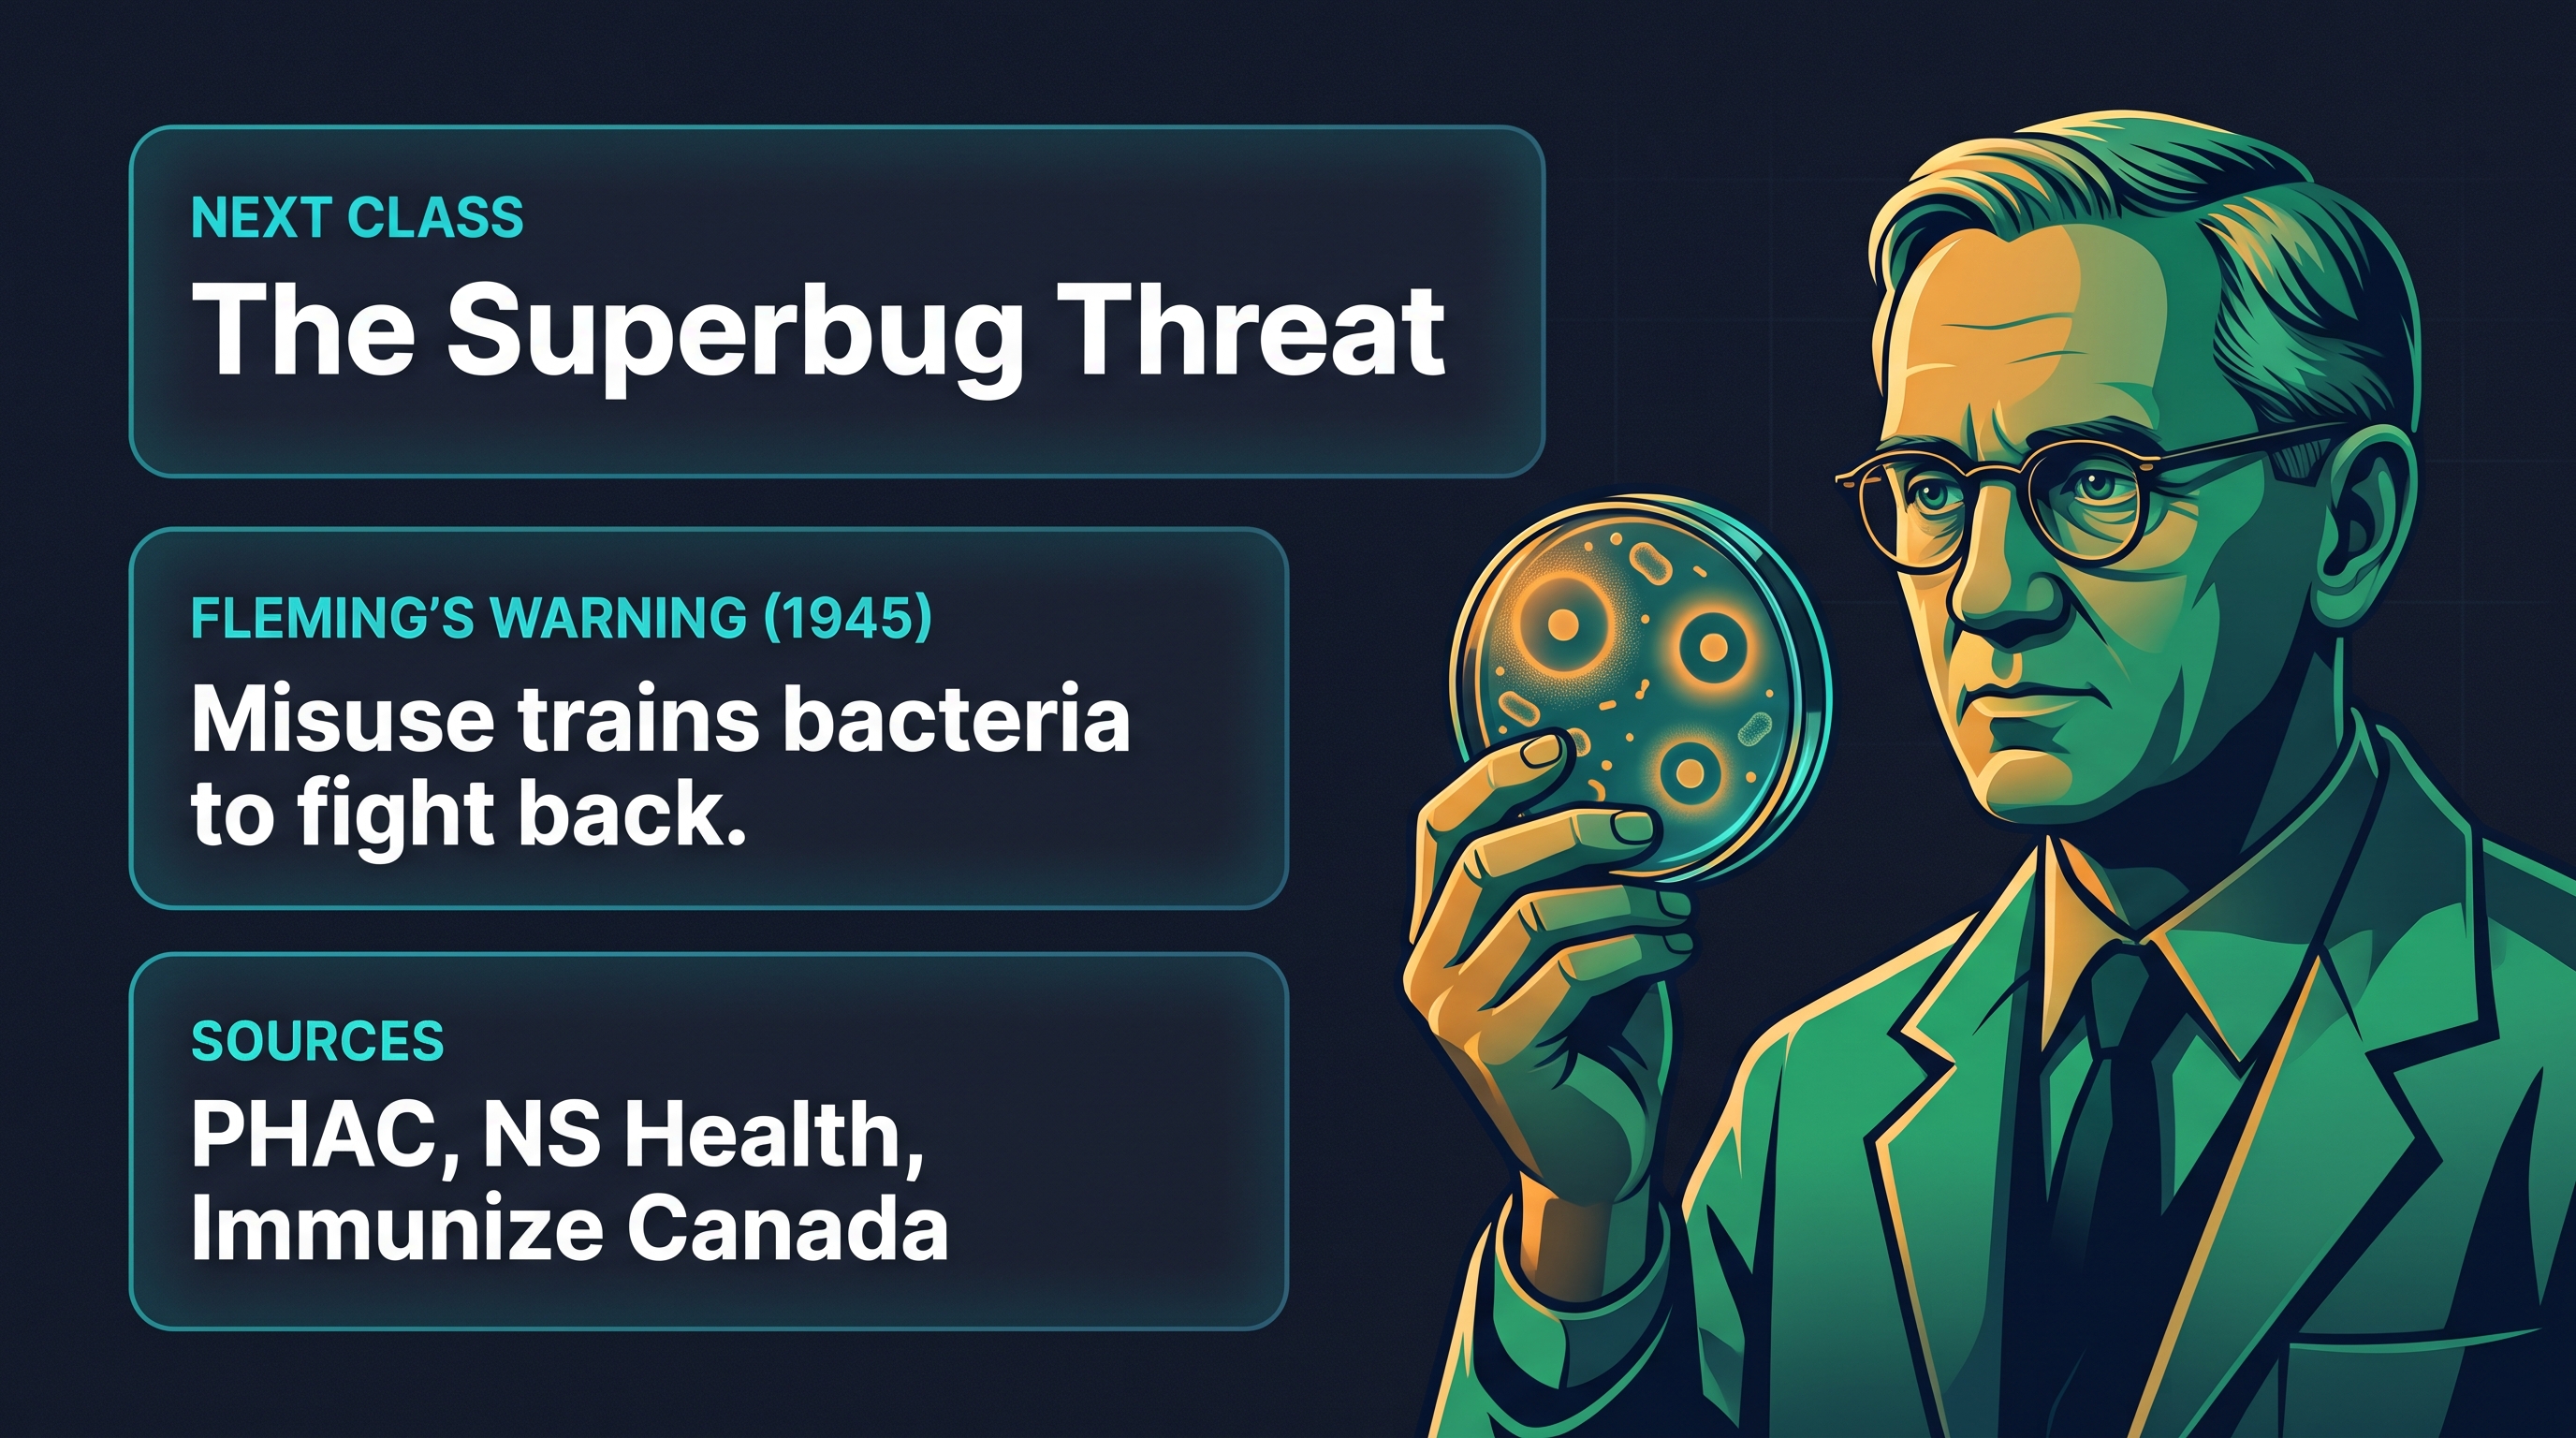 NEXT CLASS
The Superbug Threat
FLEMING’S WARNING (1945)
Misuse trains bacteria
to fight back.
SOURCES
PHAC, NS Health,
Immunize Canada